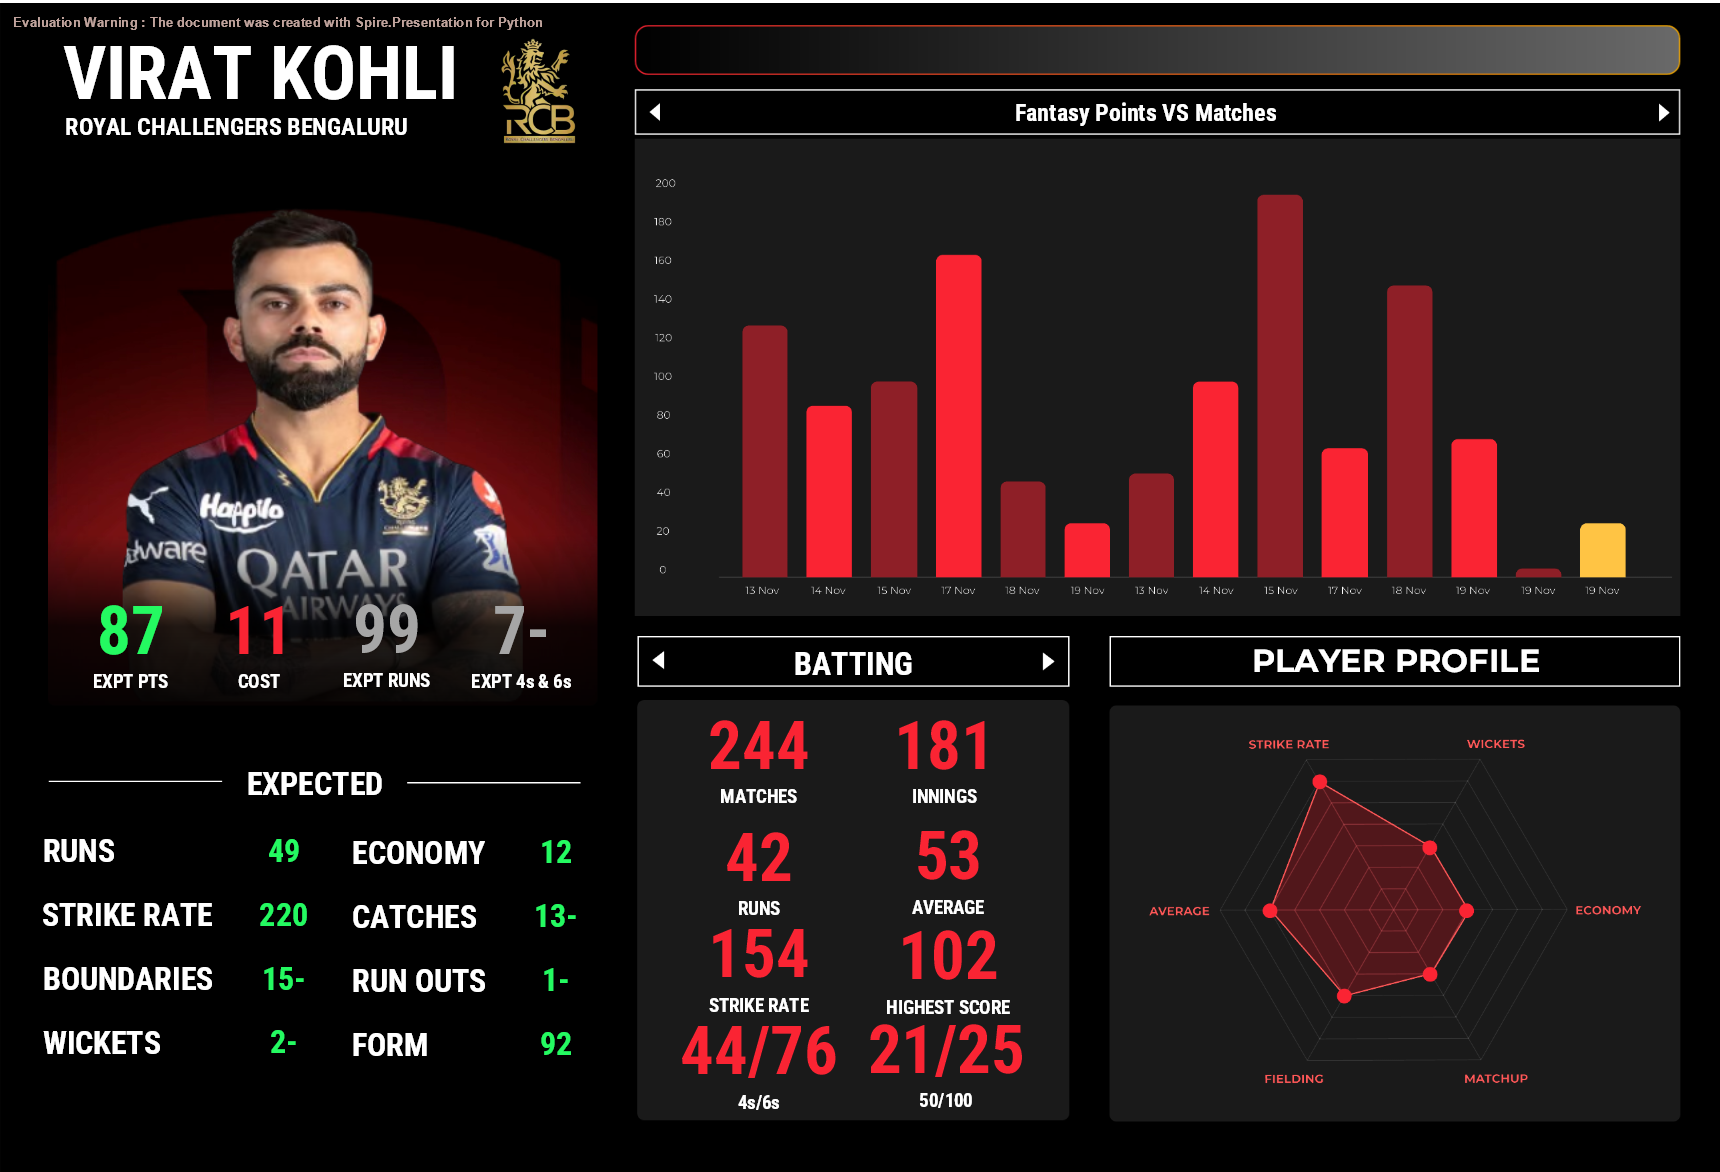 Evaluation Warning : The document was created with Spire.Presentation for Python
VIRAT KOHLI
ROYAL CHALLENGERS BENGALURU
RCB
Happilo
QATAR
AIRWAYS
87
11
99
7-
EXPT PTS
COST
EXPT RUNS
EXPT 4s & 6s
EXPECTED
RUNS 49 ECONOMY 12
STRIKE RATE 220 CATCHES 13-
BOUNDARIES 15- RUN OUTS 1-
WICKETS 2- FORM 92
Fantasy Points VS Matches
200
180
160
140
120
100
80
60
40
20
0
13 Nov 14 Nov 15 Nov 17 Nov 18 Nov 19 Nov 13 Nov 14 Nov 15 Nov 17 Nov 18 Nov 19 Nov 19 Nov 19 Nov
BATTING
244 181
MATCHES INNINGS
42 53
RUNS AVERAGE
154 102
STRIKE RATE HIGHEST SCORE
44/76 21/25
4s/6s 50/100
PLAYER PROFILE
STRIKE RATE WICKETS
AVERAGE ECONOMY
FIELDING MATCHUP